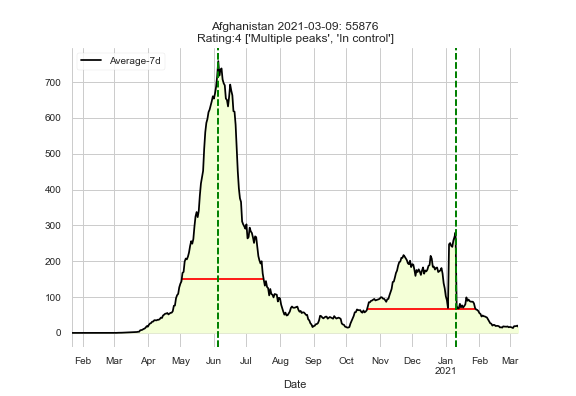 Afghanistan 2021-03-09: 55876
Rating:4 ['Multiple peaks', 'In control']
Average-7d
700
600
500
400
300
200
100
0
Feb Mar Apr May Jun Jul Aug Sep Oct Nov Dec Jan Feb Mar
2021
Date